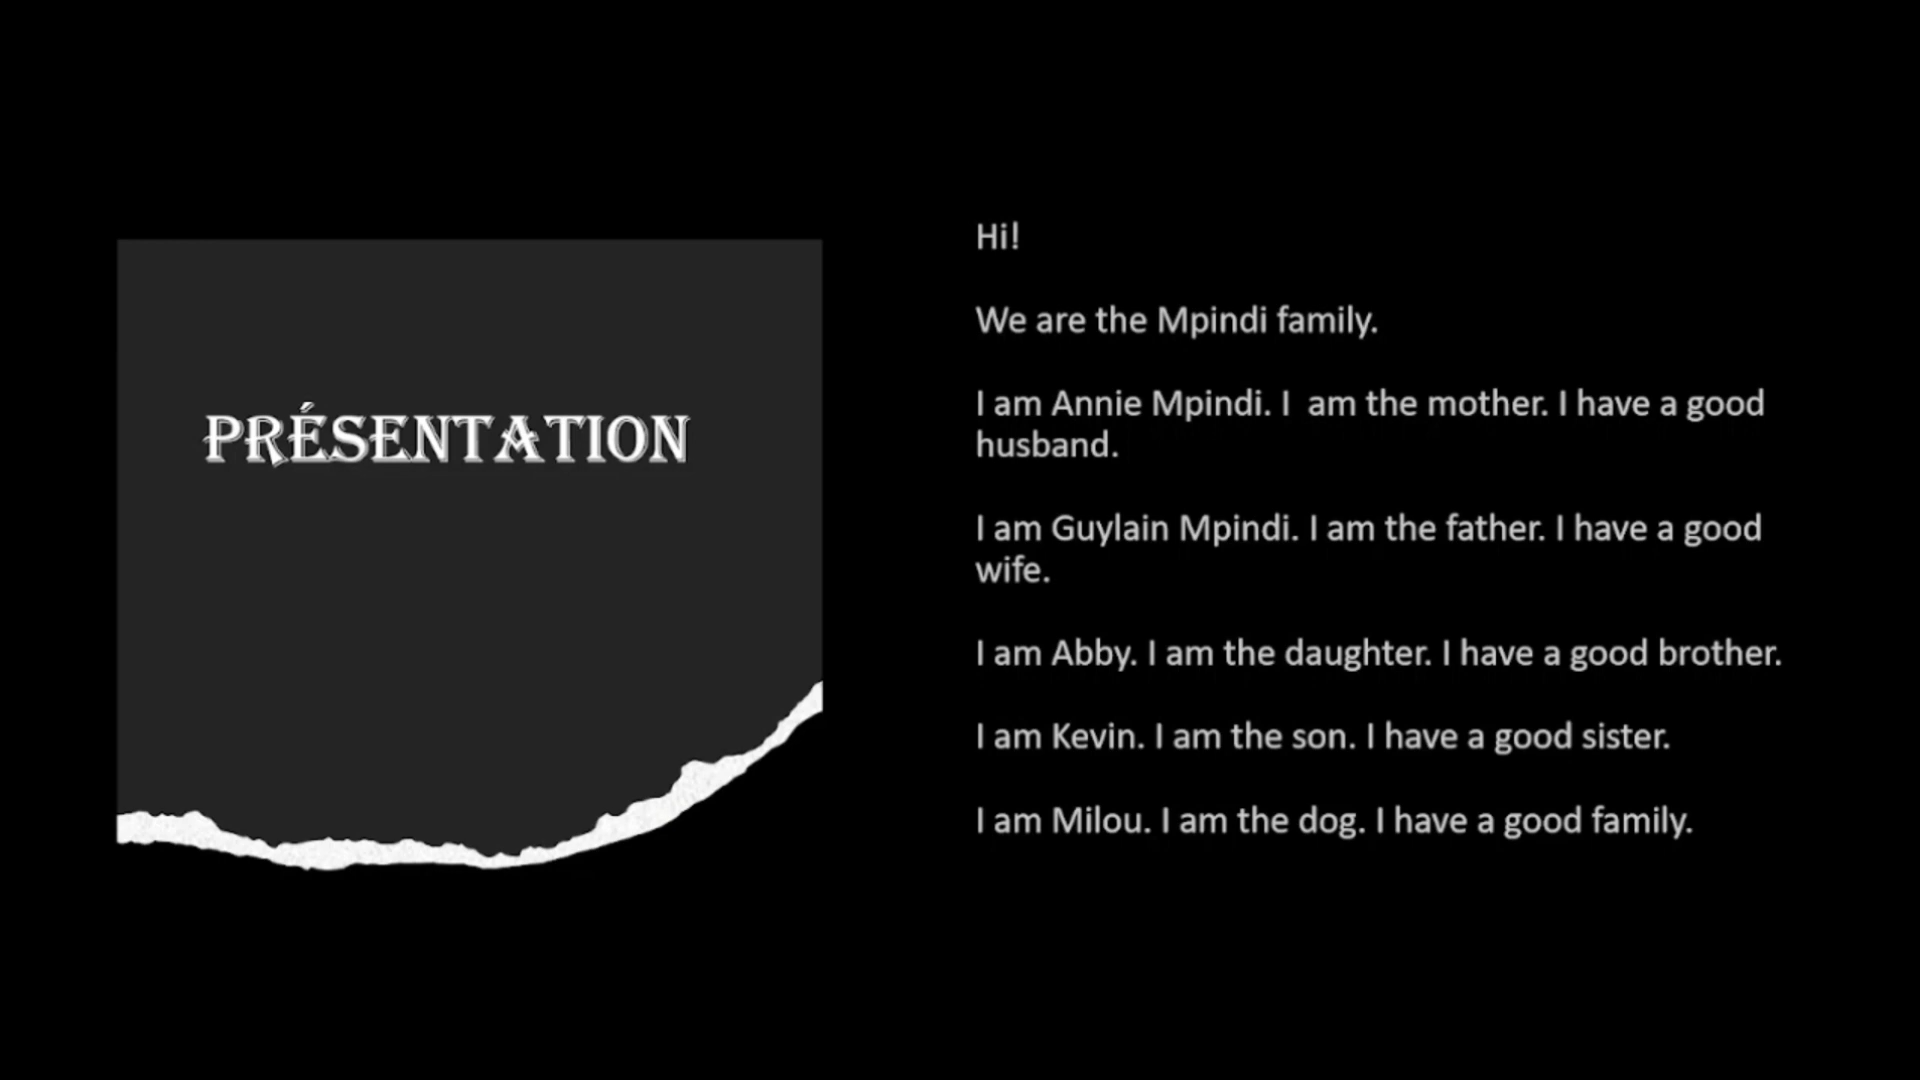 PRÉSENTATION
Hi!
We are the Mpindi family.
I am Annie Mpindi. I  am the mother. I have a good
husband.
I am Guylain Mpindi. I am the father. I have a good
wife.
I am Abby. I am the daughter. I have a good brother.
I am Kevin. I am the son. I have a good sister.
I am Milou. I am the dog. I have a good family.